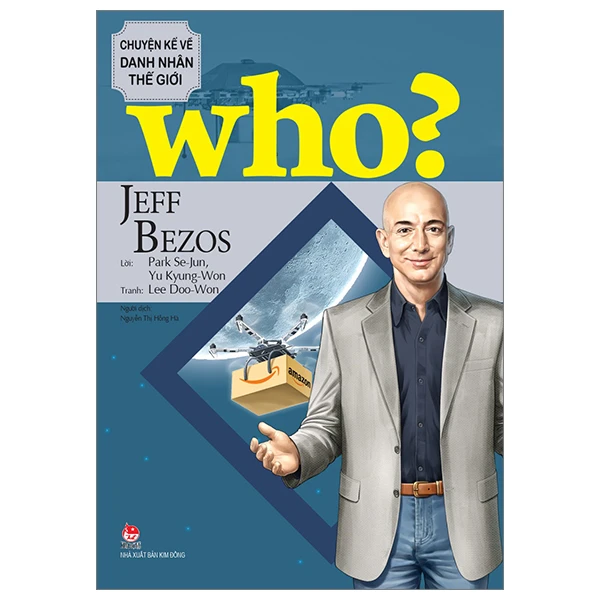 CHUYỆN KỂ VỀ
DANH NHÂN
THẾ GIỚI
who?
JEFF
BEZOS
Lời: Park Se-Jun,
Yu Kyung-Won
Tranh: Lee Doo-Won
Người dịch:
Nguyễn Thị Hồng Hà
amazon
NHÀ XUẤT BẢN KIM ĐỒNG